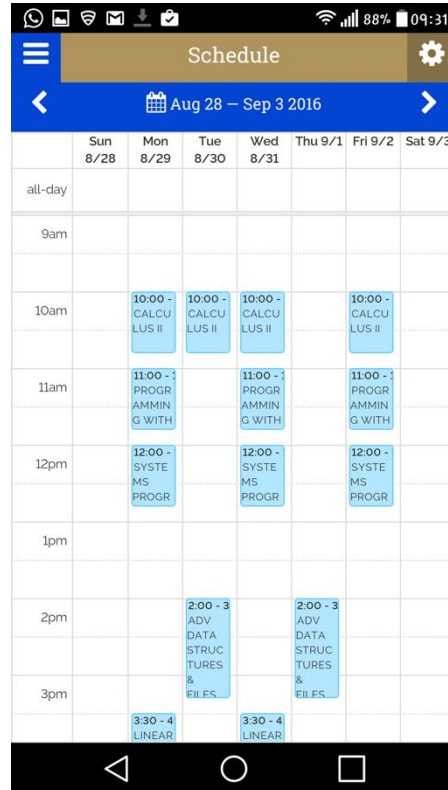 88% 09:31
Schedule
Aug 28 — Sep 3 2016
Sun 8/28
Mon 8/29
Tue 8/30
Wed 8/31
Thu 9/1
Fri 9/2
Sat 9/3
all-day
9am
10am
10:00 -
CALCU
LUS II
10:00 -
CALCU
LUS II
10:00 -
CALCU
LUS II
10:00 -
CALCU
LUS II
11am
11:00 - 1
PROGR
AMMIN
G WITH
11:00 - 1
PROGR
AMMIN
G WITH
11:00 - 1
PROGR
AMMIN
G WITH
12pm
12:00 -
SYSTE
MS
PROGR
12:00 -
SYSTE
MS
PROGR
12:00 -
SYSTE
MS
PROGR
1pm
2pm
2:00 - 3
ADV
DATA
STRUC
TURES
&
FILES
2:00 - 3
ADV
DATA
STRUC
TURES
&
FILES
3pm
3:30 - 4
LINEAR
3:30 - 4
LINEAR